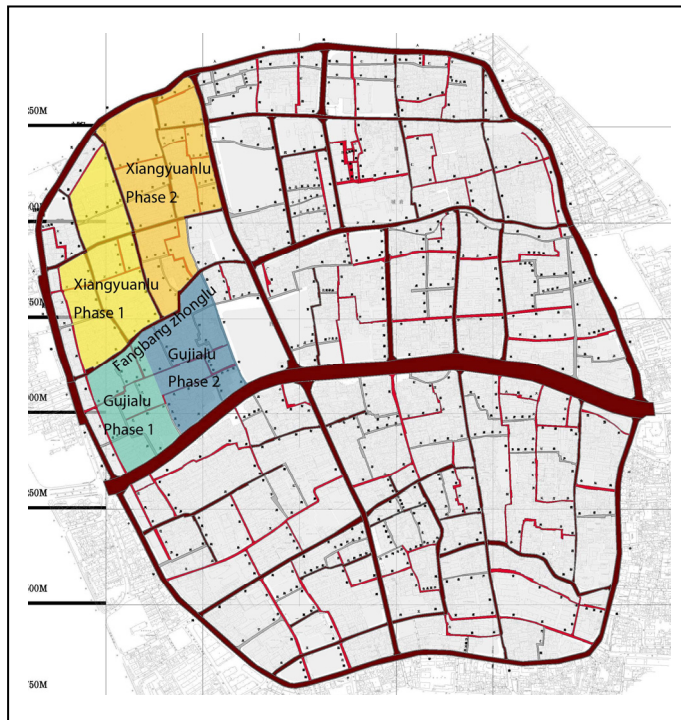 50M
Xiangyuanlu
Phase 2
Xiangyuanlu
Phase 1
50M
Fangbang zhonglu
Gujialu
Phase 2
Gujialu
Phase 1
00M
50M
00M
50M